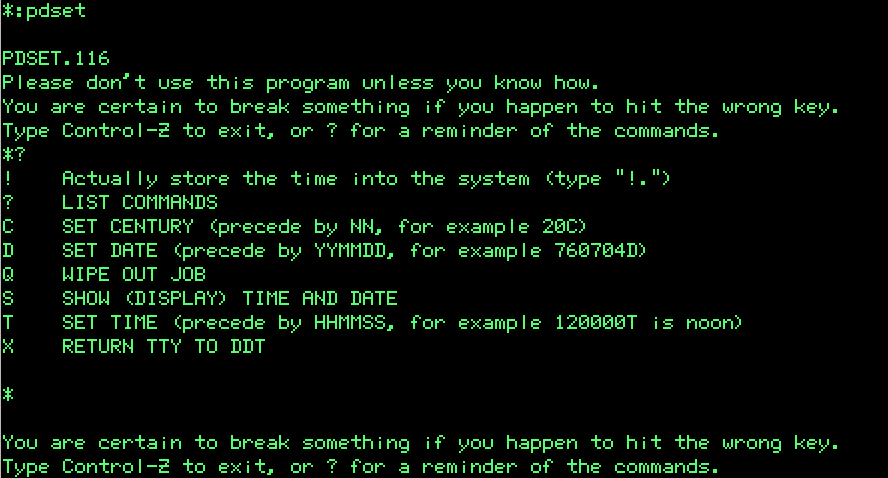 *:pdset
PDSET.116
Please don't use this program unless you know how.
You are certain to break something if you happen to hit the wrong key.
Type Control-Z to exit, or ? for a reminder of the commands.
*?
!    Actually store the time into the system (type "!.")
?    LIST COMMANDS
C    SET CENTURY (precede by NN, for example 20C)
D    SET DATE (precede by YYMMDD, for example 760704D)
Q    WIPE OUT JOB
S    SHOW (DISPLAY) TIME AND DATE
T    SET TIME (precede by HHMMSS, for example 120000T is noon)
X    RETURN TTY TO DDT
*
You are certain to break something if you happen to hit the wrong key.
Type Control-Z to exit, or ? for a reminder of the commands.